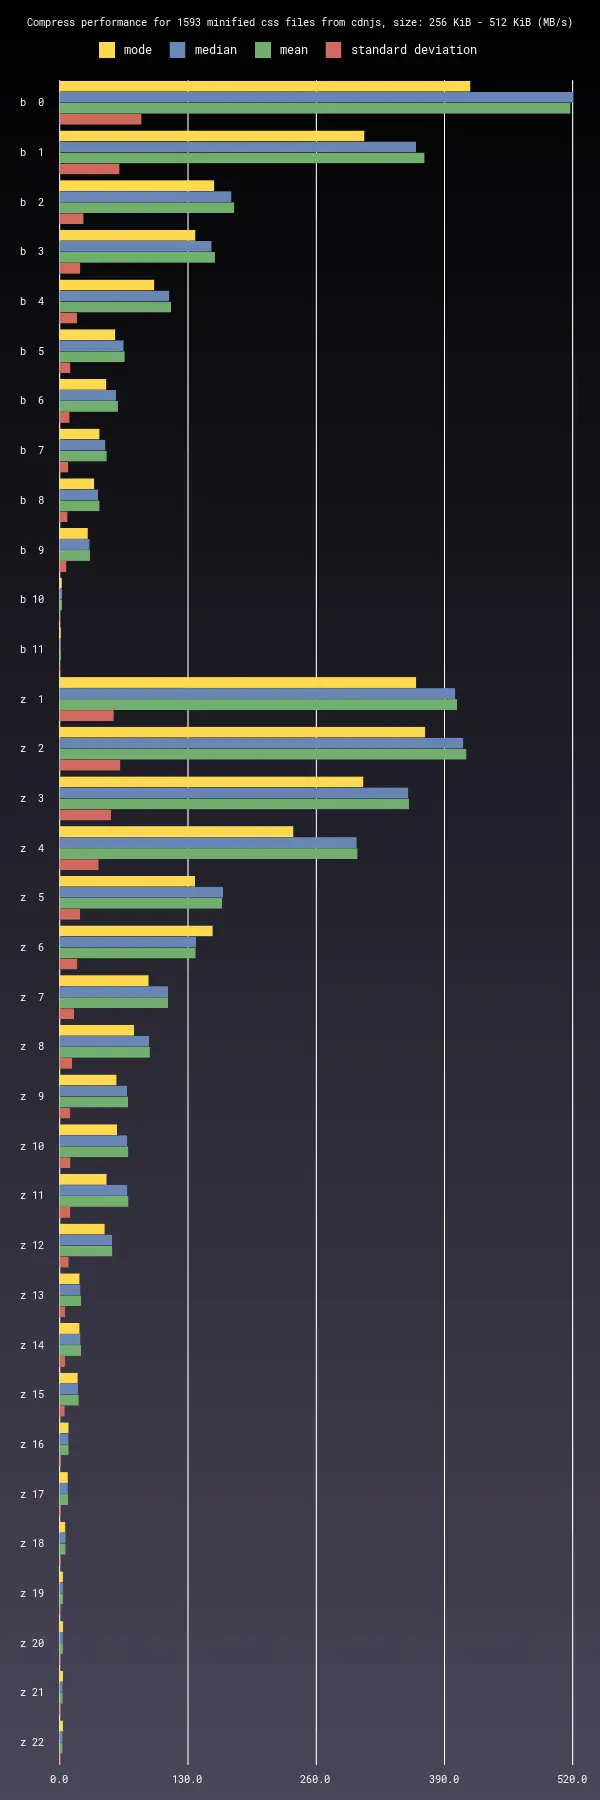 Compress performance for 1593 minified css files from cdnjs, size: 256 KiB - 512 KiB (MB/s)
mode median mean standard deviation
b 0
b 1
b 2
b 3
b 4
b 5
b 6
b 7
b 8
b 9
b 10
b 11
z 1
z 2
z 3
z 4
z 5
z 6
z 7
z 8
z 9
z 10
z 11
z 12
z 13
z 14
z 15
z 16
z 17
z 18
z 19
z 20
z 21
z 22
0.0 130.0 260.0 390.0 520.0